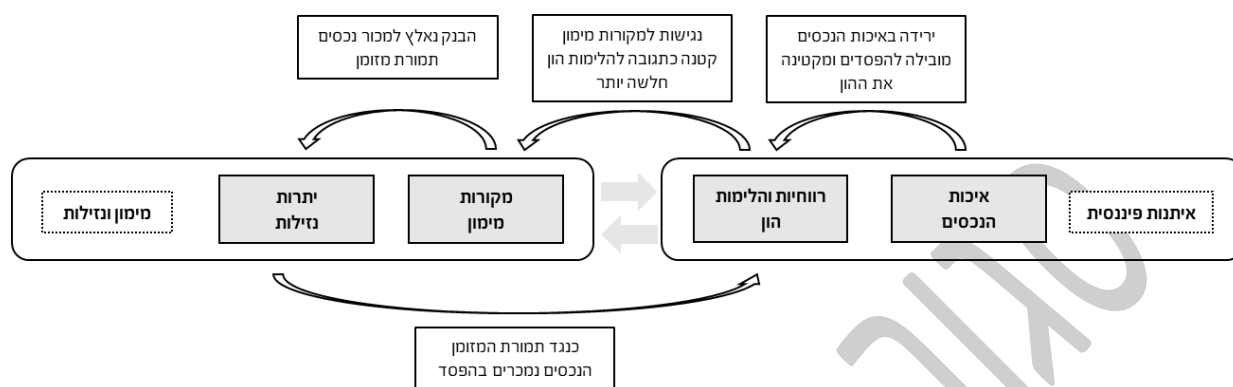 ירידה באיכות הנכסים
מובילה להפסדים ומקטינה
את ההון
נגישות למקורות מימון
קטנה כתגובה להלימות הון
חלשה יותר
הבנק נאלץ למכור נכסים
תמורת מזומן
איתנות פיננסית
איכות
הנכסים
רווחיות והלימות
הון
מקורות
מימון
יתרות
נזילות
מימון ונזילות
כנגד תמורת המזומן
הנכסים נמכרים בהפסד